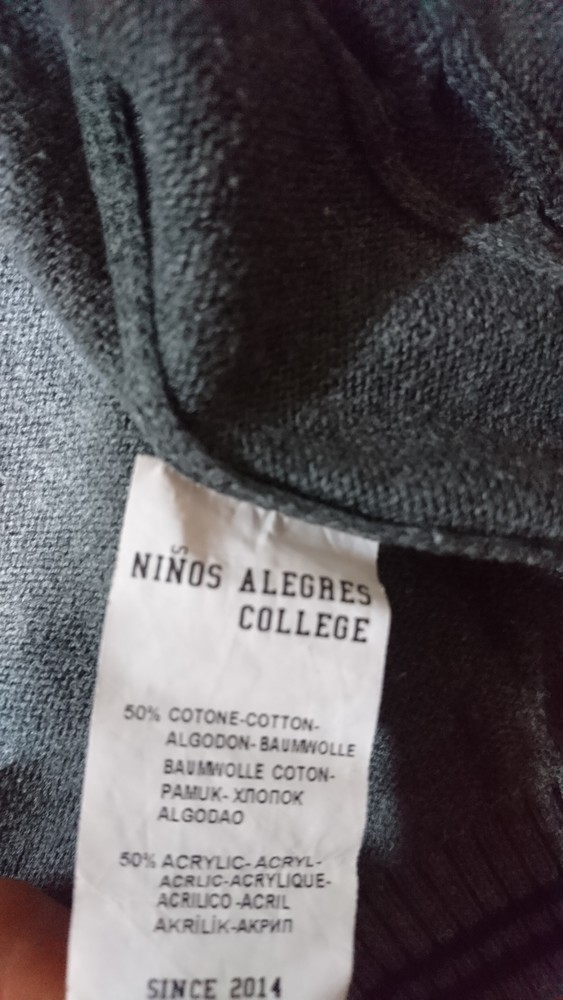 NIÑOS ALEGRES
COLLEGE
50% COTONE-COTTON-
ALGODON-BAUMWOLLE
BAUMWOLLE COTON-
PAMUK-ХЛОПОК
ALGODAO
50% ACRYLIC-ACRYL-
ACRLIC-ACRYLIQUE-
ACRILICO-ACRIL
AKRİLİK-АКРИЛ
SINCE 2014